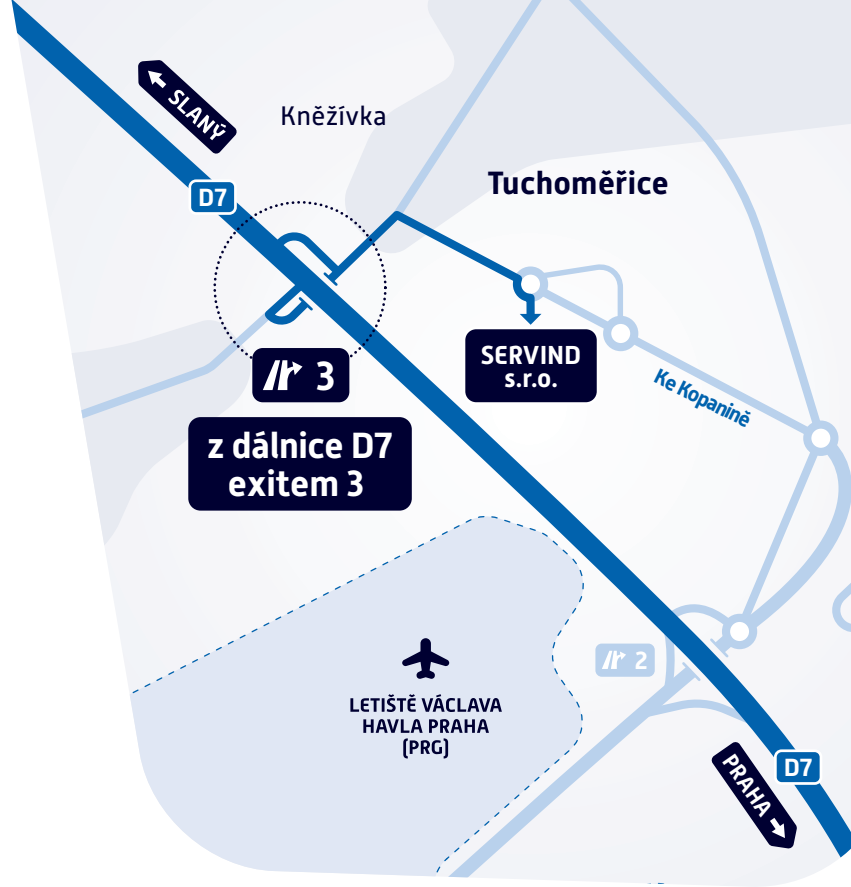 SLANÝ
Kněžívka
D7
Tuchoměřice
SERVIND
s.r.o.
3
Ke Kopanině
z dálnice D7
exitem 3
2
LETIŠTĚ VÁCLAVA
HAVLA PRAHA
(PRG)
D7
PRAHA